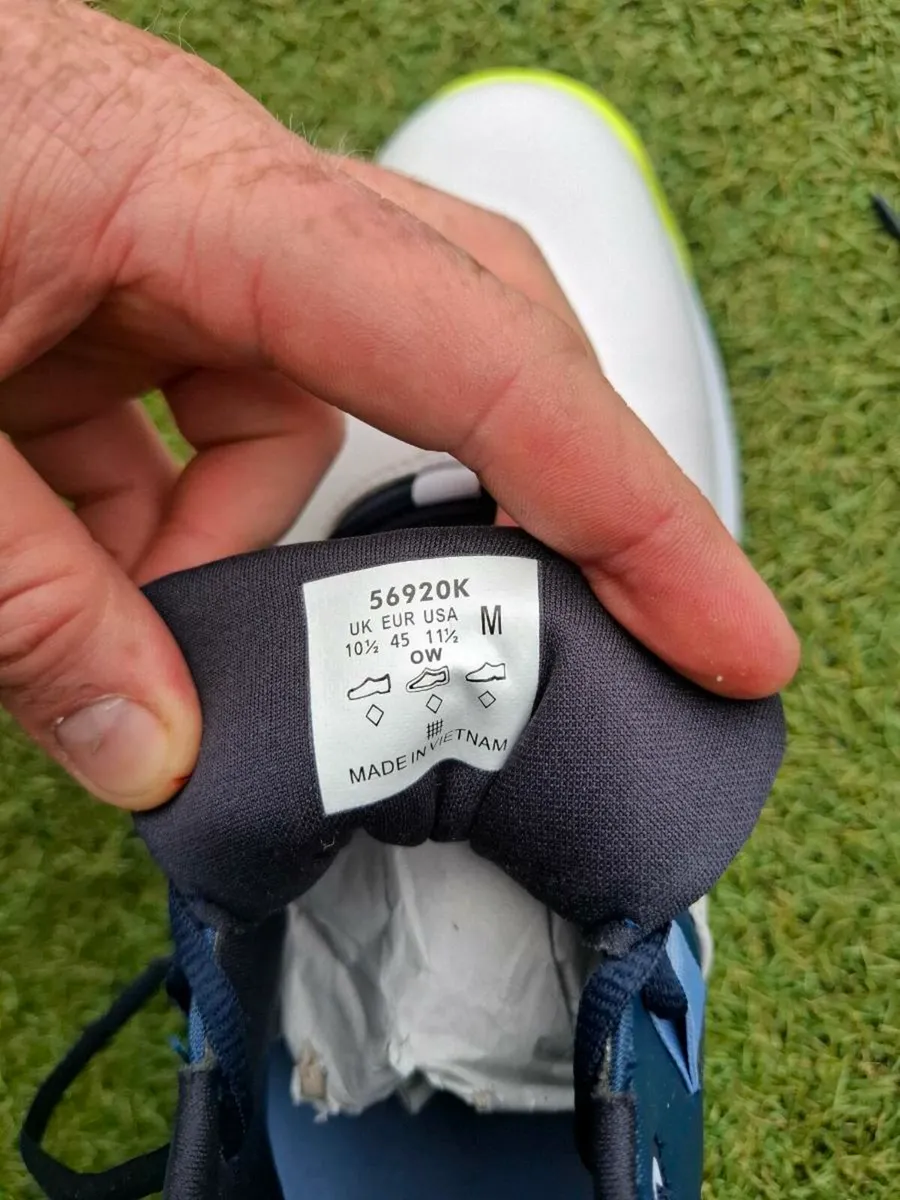 56920K
UK EUR USA M
10½ 45 11½
OW
MADE IN VIETNAM